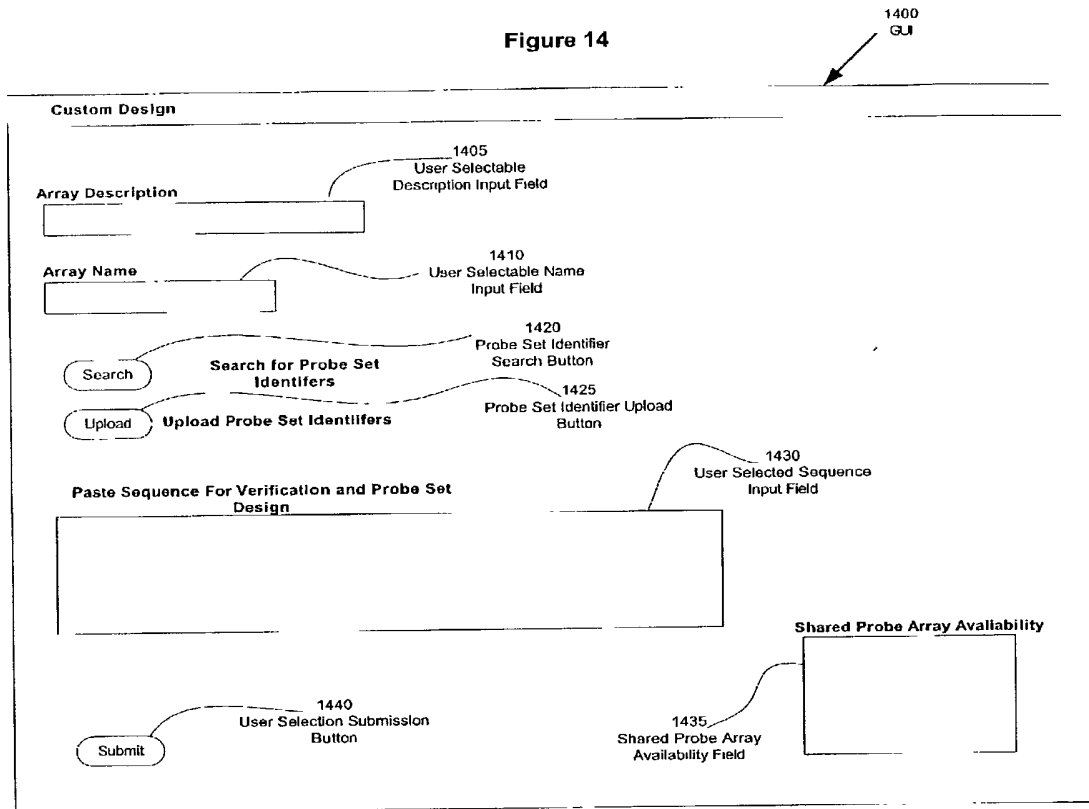 Figure 14
1400
GUI
Custom Design
1405
User Selectable
Description Input Field
Array Description
1410
User Selectable Name
Input Field
Array Name
1420
Probe Set Identifier
Search Button
Search
Search for Probe Set
Identifers
1425
Probe Set Identifier Upload
Button
Upload
Upload Probe Set Identiifers
1430
User Selected Sequence
Input Field
Paste Sequence For Verification and Probe Set
Design
Shared Probe Array Availability
1440
User Selection Submission
Button
Submit
1435
Shared Probe Array
Availability Field